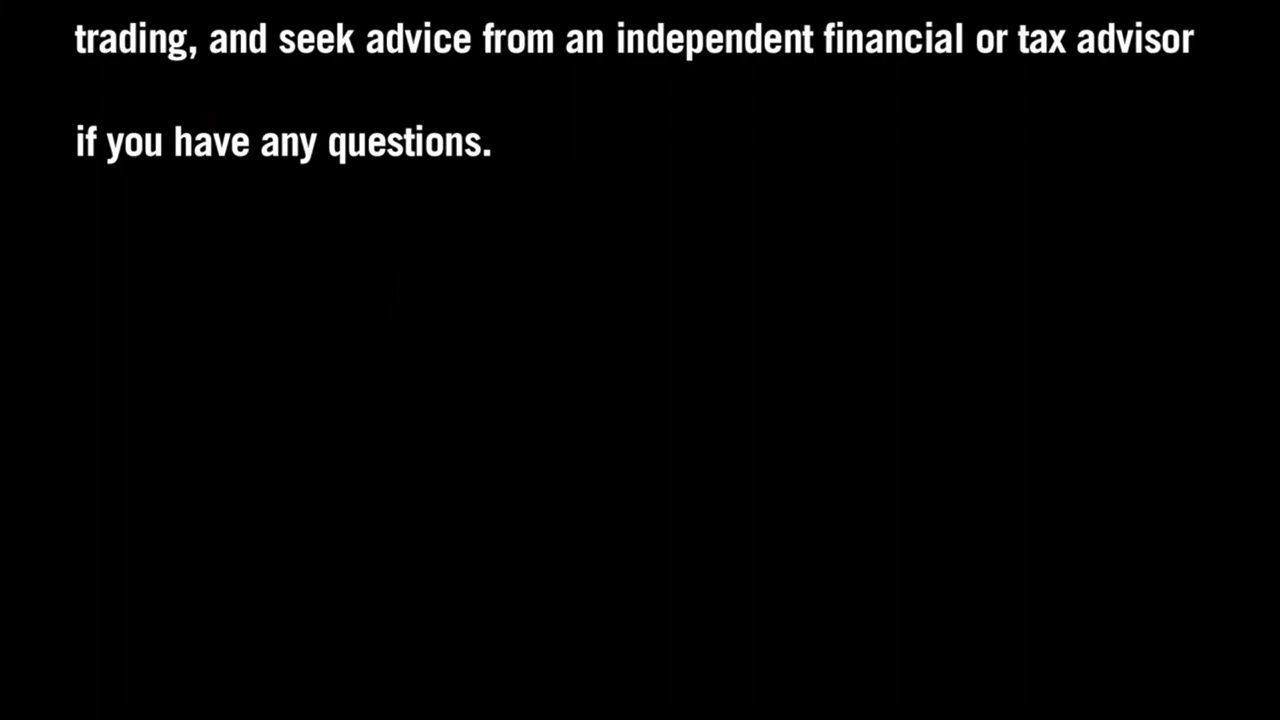 trading, and seek advice from an independent financial or tax advisor
if you have any questions.